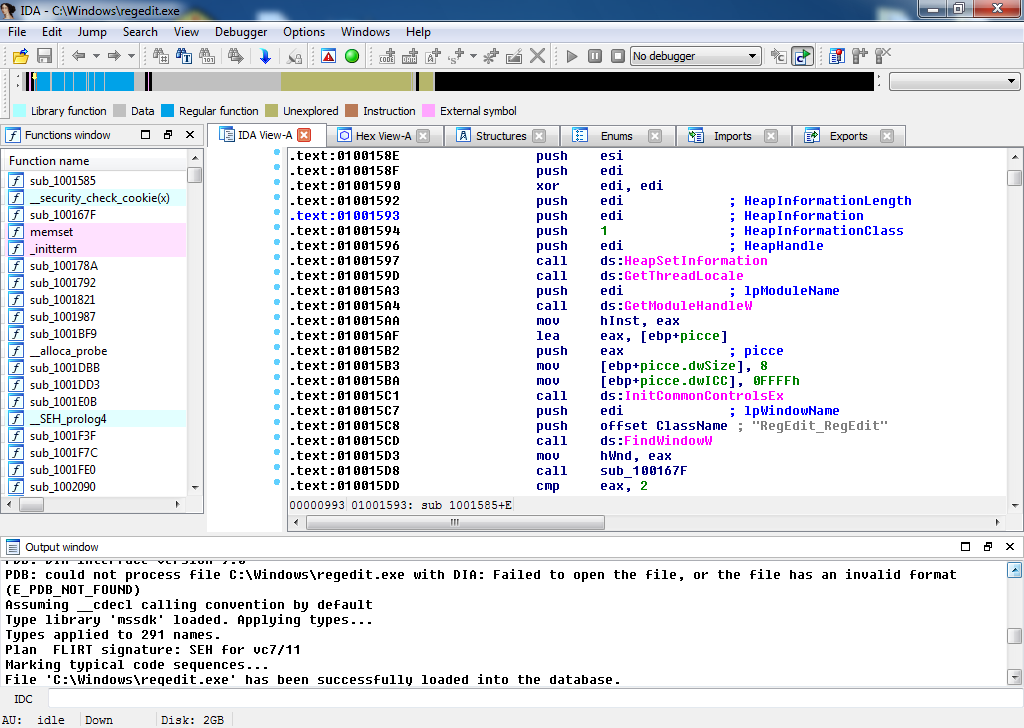 IDA - C:\Windows\regedit.exe
File Edit Jump Search View Debugger Options Windows Help
No debugger
Library function Data Regular function Unexplored Instruction External symbol
Functions window
IDA View-A Hex View-A Structures Enums Imports Exports
Function name
sub_1001585
__security_check_cookie(x)
sub_100167F
memset
_initterm
sub_100178A
sub_1001792
sub_1001821
sub_1001987
sub_1001BF9
__alloca_probe
sub_1001DBB
sub_1001DD3
sub_1001E0B
__SEH_prolog4
sub_1001F3F
sub_1001F7C
sub_1001FE0
sub_1002090
.text:0100158E push esi
.text:0100158F push edi
.text:01001590 xor edi, edi
.text:01001592 push edi ; HeapInformationLength
.text:01001593 push edi ; HeapInformation
.text:01001594 push 1 ; HeapInformationClass
.text:01001596 push edi ; HeapHandle
.text:01001597 call ds:HeapSetInformation
.text:0100159D call ds:GetThreadLocale
.text:010015A3 push edi ; lpModuleName
.text:010015A4 call ds:GetModuleHandleW
.text:010015AA mov hInst, eax
.text:010015AF lea eax, [ebp+picce]
.text:010015B2 push eax ; picce
.text:010015B3 mov [ebp+picce.dwSize], 8
.text:010015BA mov [ebp+picce.dwICC], 0FFFFh
.text:010015C1 call ds:InitCommonControlsEx
.text:010015C7 push edi ; lpWindowName
.text:010015C8 push offset ClassName ; "RegEdit_RegEdit"
.text:010015CD call ds:FindWindowW
.text:010015D3 mov hWnd, eax
.text:010015D8 call sub_100167F
.text:010015DD cmp eax, 2
00000993 01001593: sub 1001585+E
Output window
PDB: DIA interface version 9.0
PDB: could not process file C:\Windows\regedit.exe with DIA: Failed to open the file, or the file has an invalid format
(E_PDB_NOT_FOUND)
Assuming __cdecl calling convention by default
Type library 'mssdk' loaded. Applying types...
Types applied to 291 names.
Plan  FLIRT signature: SEH for vc7/11
Marking typical code sequences...
File 'C:\Windows\regedit.exe' has been successfully loaded into the database.
IDC
AU: idle Down Disk: 2GB